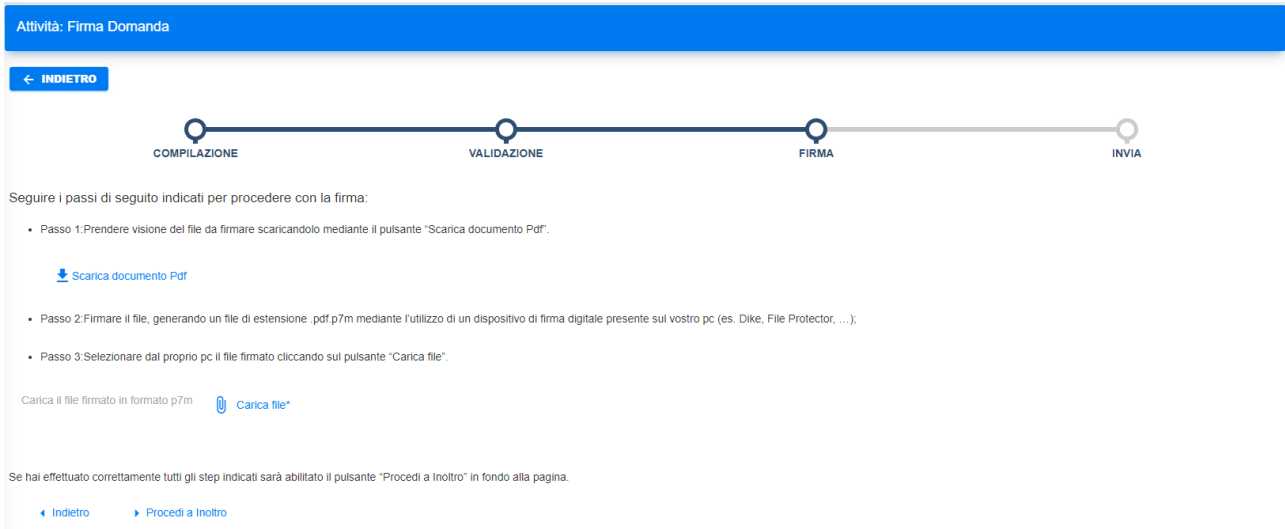 Attività: Firma Domanda
INDIETRO
COMPILAZIONE VALIDAZIONE FIRMA INVIA
Seguire i passi di seguito indicati per procedere con la firma:
• Passo 1:Prendere visione del file da firmare scaricandolo mediante il pulsante “Scarica documento Pdf”.
Scarica documento Pdf
• Passo 2:Firmare il file, generando un file di estensione .pdf.p7m mediante l'utilizzo di un dispositivo di firma digitale presente sul vostro pc (es. Dike, File Protector, …);
• Passo 3:Selezionare dal proprio pc il file firmato cliccando sul pulsante “Carica file”.
Carica il file firmato in formato p7m Carica file*
Se hai effettuato correttamente tutti gli step indicati sarà abilitato il pulsante “Procedi a Inoltro” in fondo alla pagina.
Indietro Procedi a Inoltro